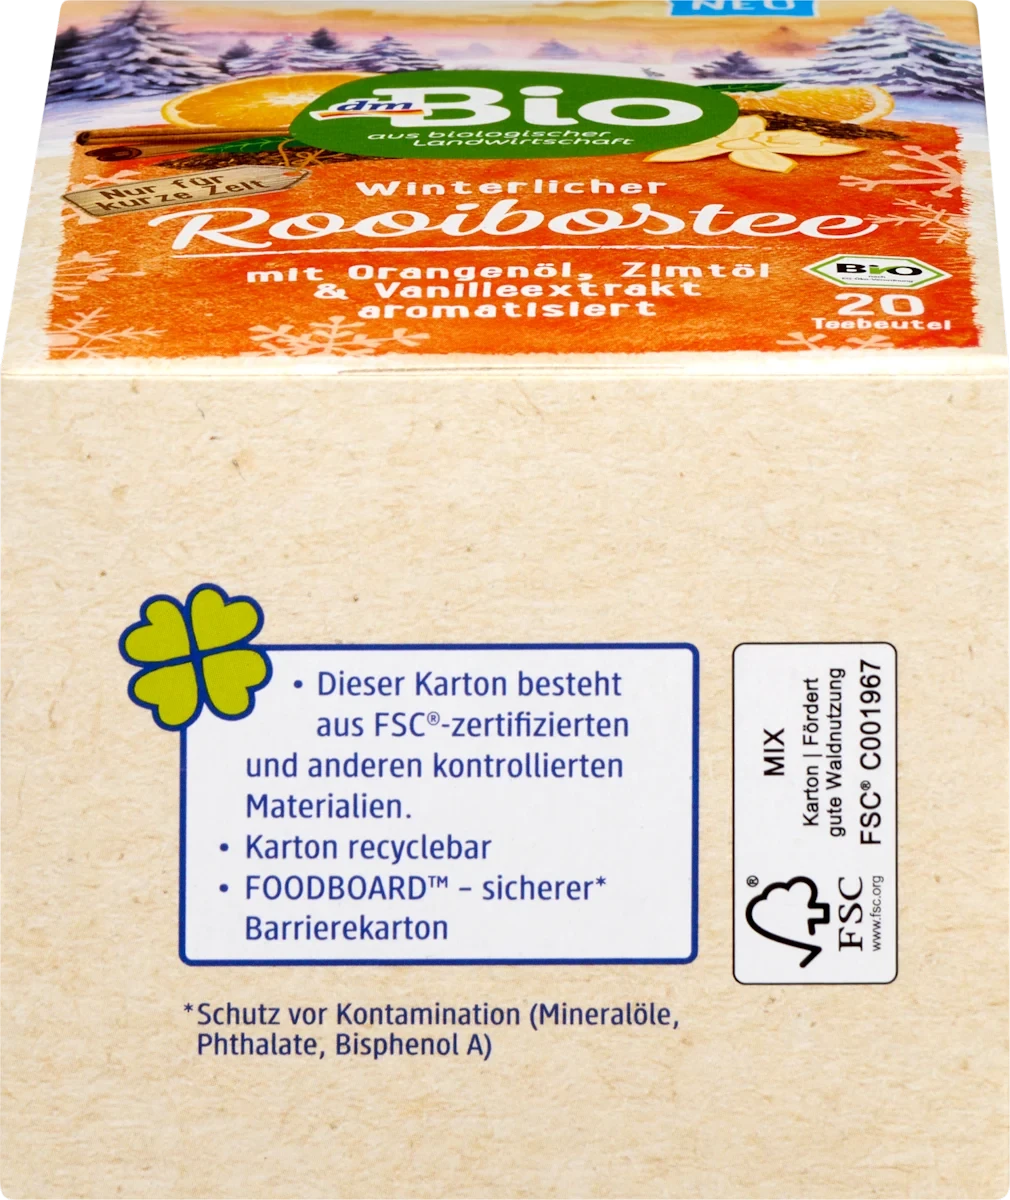 NEU
dm Bio
aus biologischer
Landwirtschaft
Nur für
kurze Zeit
Winterlicher
Rooibostee
mit Orangenöl, Zimtöl
& Vanilleextrakt
aromatisiert
BIO
20
Teebeutel
• Dieser Karton besteht
aus FSC®-zertifizierten
und anderen kontrollierten
Materialien.
• Karton recyclebar
• FOODBOARD™ – sicherer*
Barrierekarton
*Schutz vor Kontamination (Mineralöle,
Phthalate, Bisphenol A)
MIX
Karton | Fördert
gute Waldnutzung
FSC® C001967
®
FSC
www.fsc.org